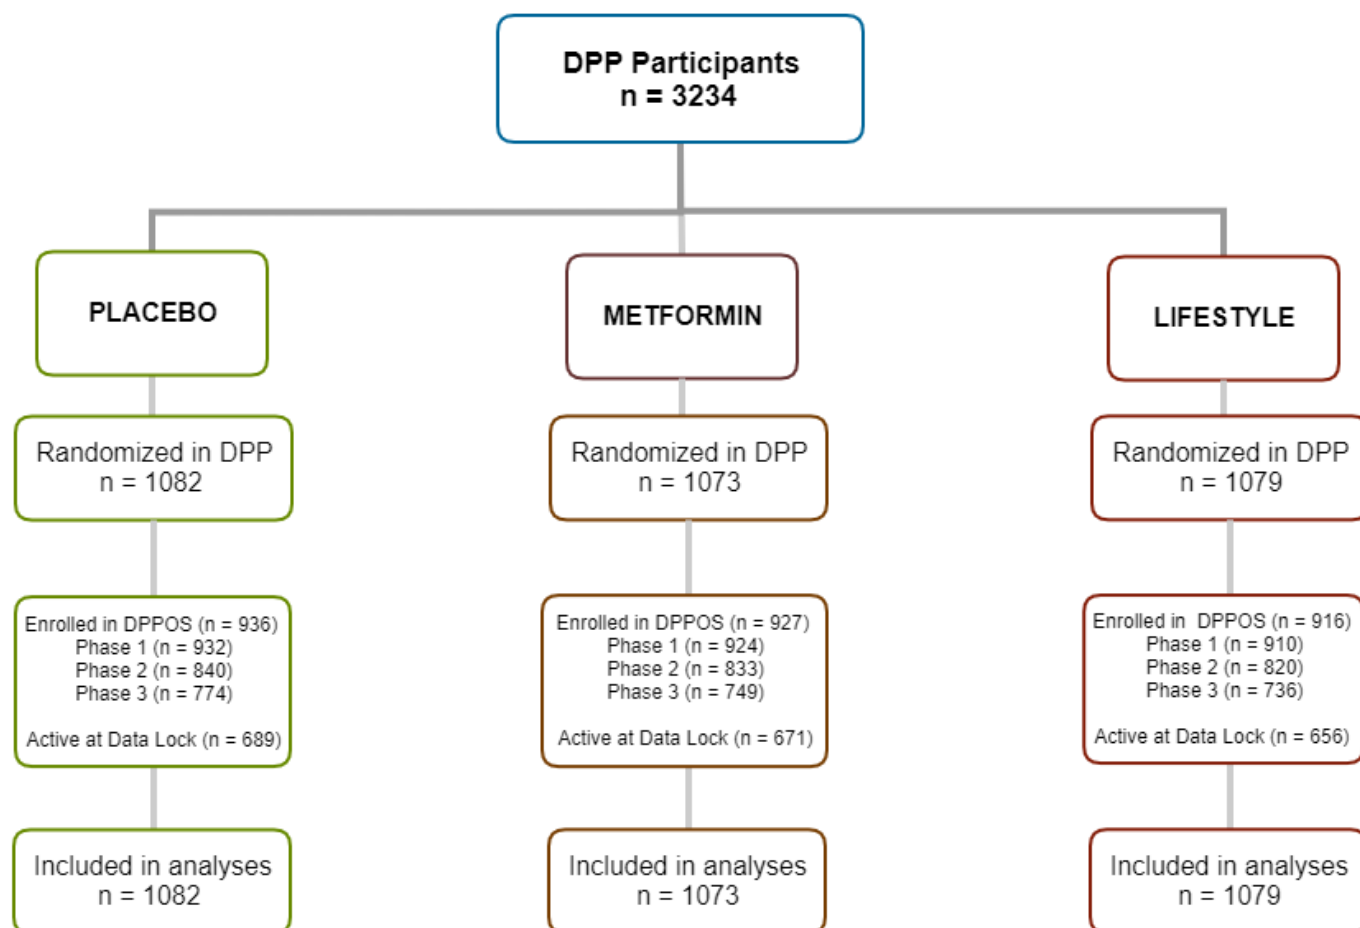 DPP Participants
n = 3234
PLACEBO
METFORMIN
LIFESTYLE
Randomized in DPP
n = 1082
Randomized in DPP
n = 1073
Randomized in DPP
n = 1079
Enrolled in DPPOS (n = 936)
Phase 1 (n = 932)
Phase 2 (n = 840)
Phase 3 (n = 774)
Active at Data Lock (n = 689)
Enrolled in DPPOS (n = 927)
Phase 1 (n = 924)
Phase 2 (n = 833)
Phase 3 (n = 749)
Active at Data Lock (n = 671)
Enrolled in DPPOS (n = 916)
Phase 1 (n = 910)
Phase 2 (n = 820)
Phase 3 (n = 736)
Active at Data Lock (n = 656)
Included in analyses
n = 1082
Included in analyses
n = 1073
Included in analyses
n = 1079